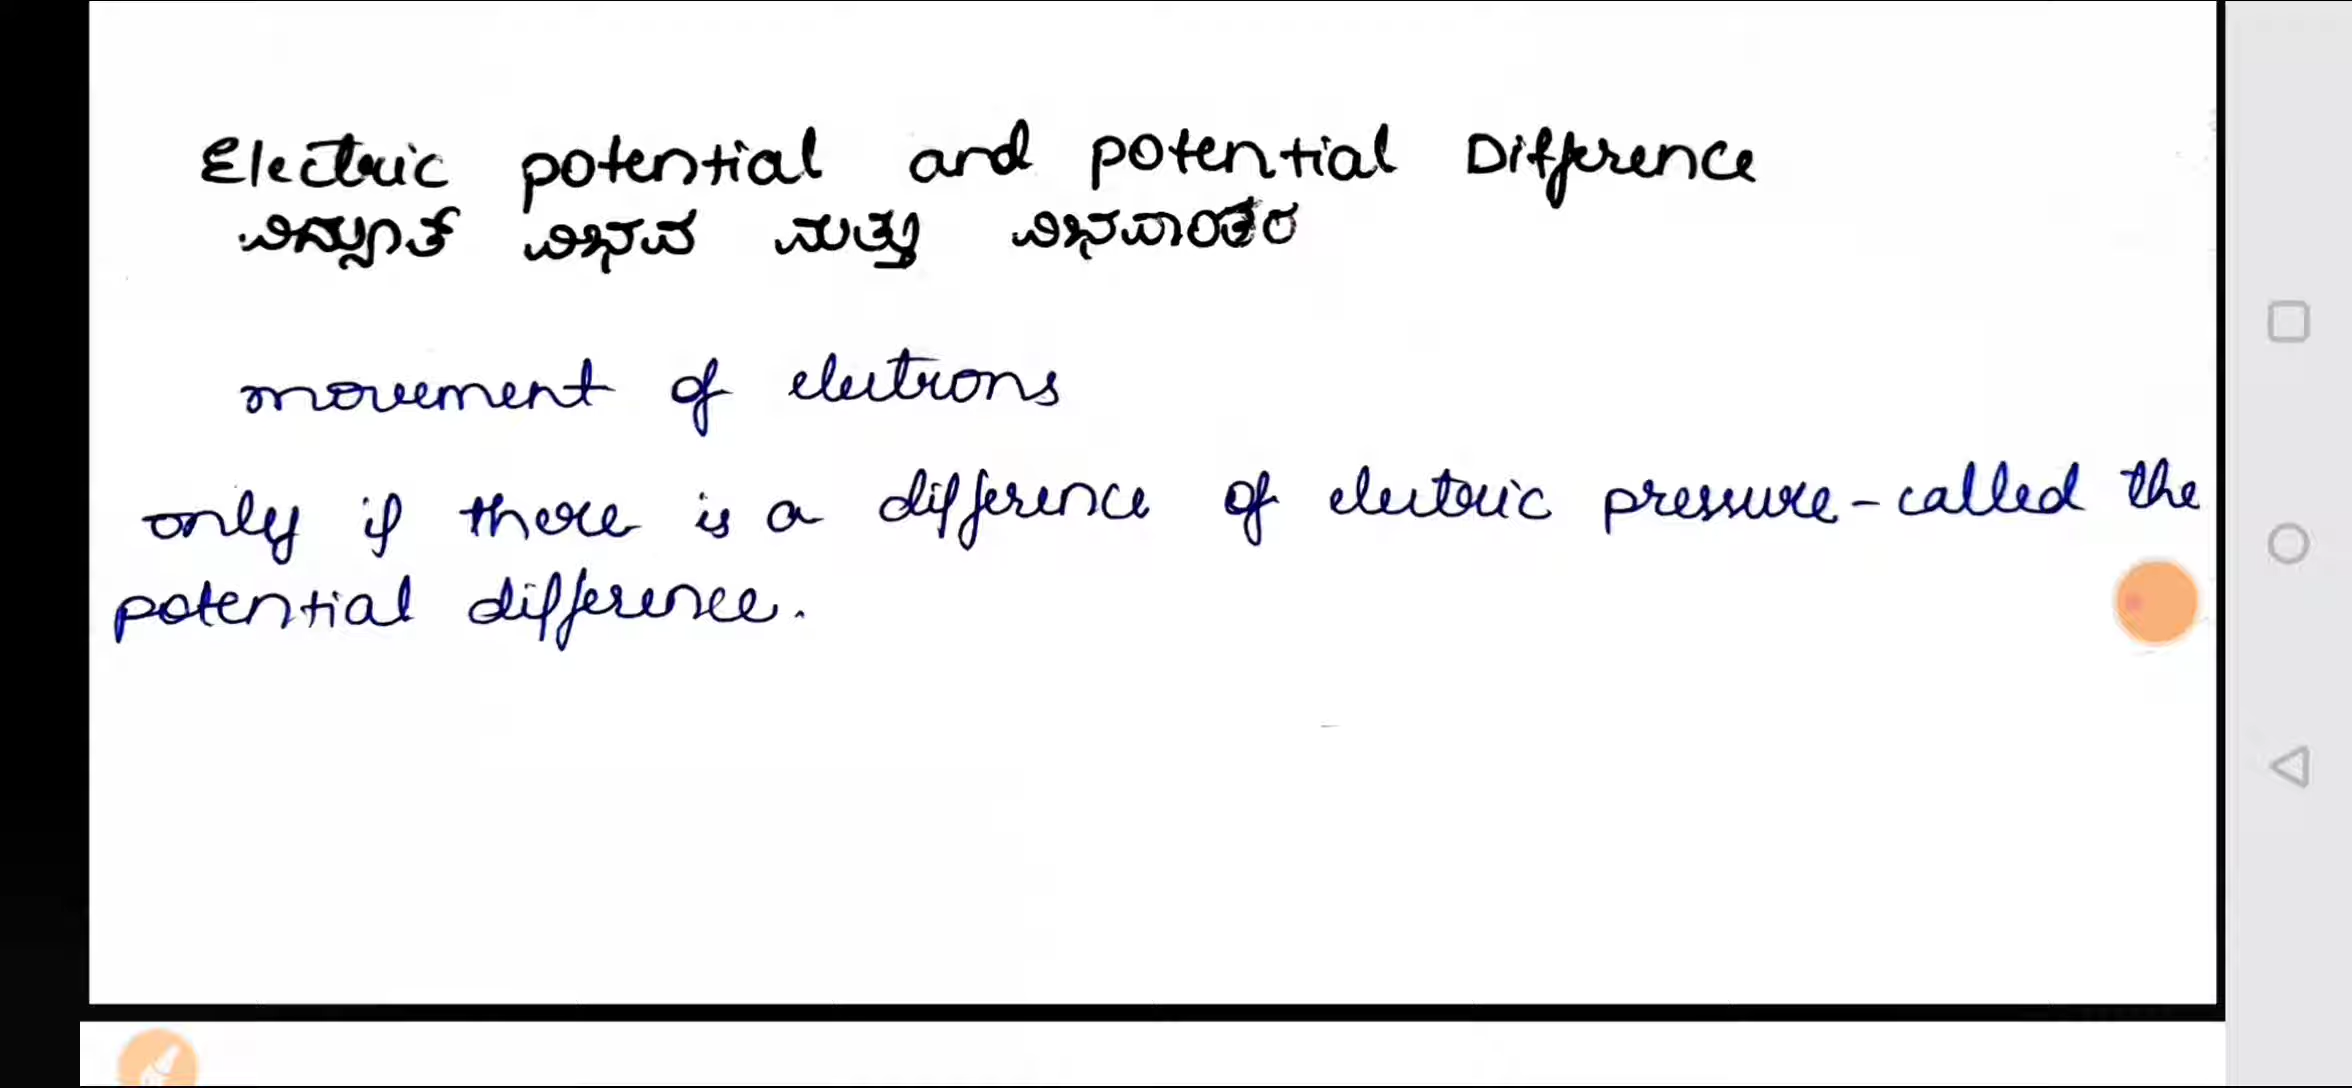 Electric potential and potential Difference
ವಿದ್ಯುತ್ ವಿಭವ ಮತ್ತು ವಿಭವಾಂತರ
movement of electrons
only if there is a difference of electric pressure - called the
potential difference.